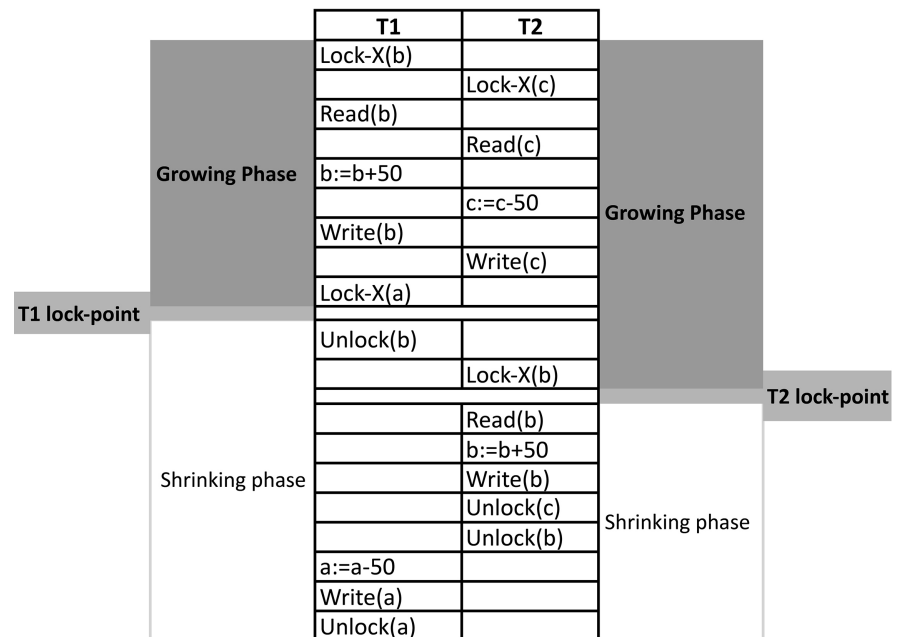 T1 T2
Lock-X(b)
Lock-X(c)
Read(b)
Read(c)
Growing Phase
b:=b+50
c:=c-50
Growing Phase
Write(b)
Write(c)
Lock-X(a)
T1 lock-point
Unlock(b)
Lock-X(b)
T2 lock-point
Read(b)
b:=b+50
Shrinking phase
Write(b)
Unlock(c)
Shrinking phase
Unlock(b)
a:=a-50
Write(a)
Unlock(a)